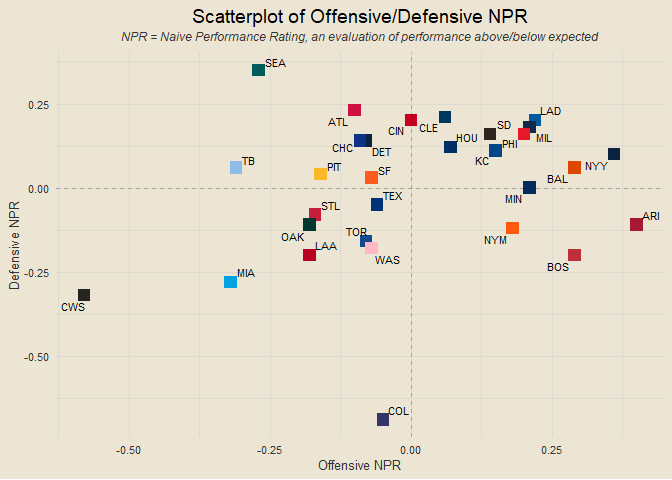 Scatterplot of Offensive/Defensive NPR
NPR = Naive Performance Rating, an evaluation of performance above/below expected
SEA
0.25
ATL
CIN
CLE
SD
LAD
HOU
PHI
MIL
CHC
DET
KC
TB
PIT
SF
BAL
NYY
0.00
TEX
MIN
STL
ARI
OAK
TOR
NYM
LAA
WAS
BOS
Defensive NPR
-0.25
MIA
CWS
-0.50
COL
-0.50
-0.25
0.00
0.25
Offensive NPR